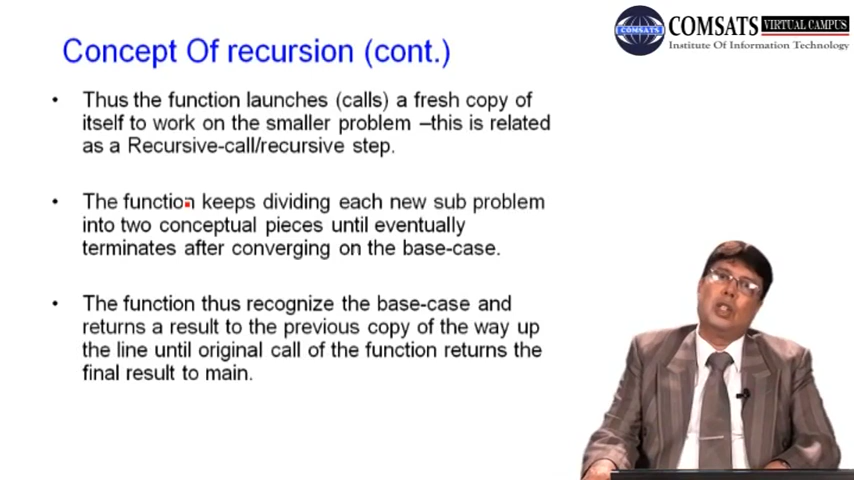 COMSATS VIRTUAL CAMPUS
Institute Of Information Technology
COMSATS
Concept Of recursion (cont.)
• Thus the function launches (calls) a fresh copy of
itself to work on the smaller problem –this is related
as a Recursive-call/recursive step.
• The function keeps dividing each new sub problem
into two conceptual pieces until eventually
terminates after converging on the base-case.
• The function thus recognize the base-case and
returns a result to the previous copy of the way up
the line until original call of the function returns the
final result to main.